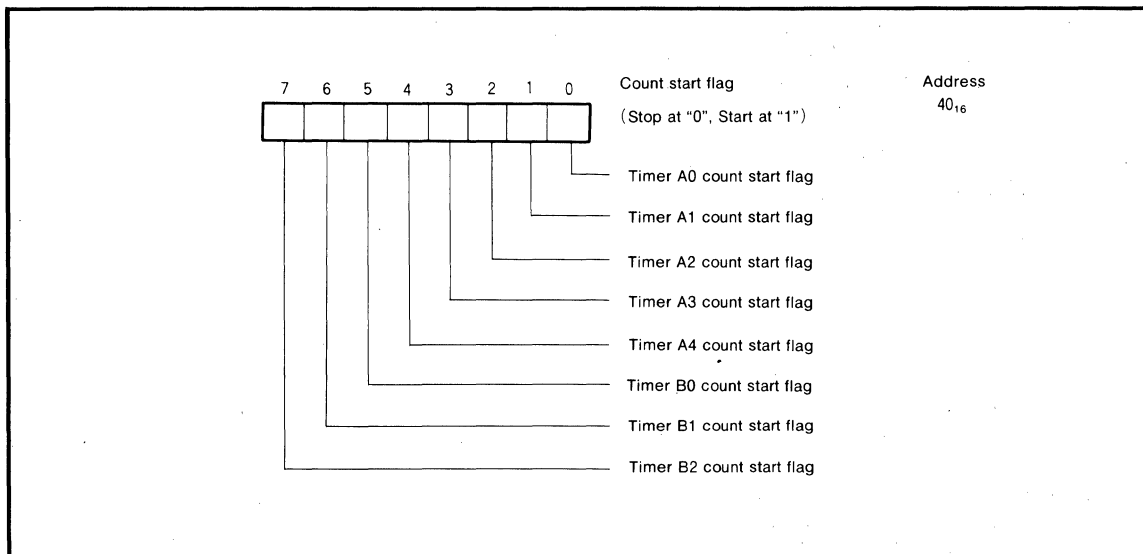 7 6 5 4 3 2 1 0 Count start flag Address
(Stop at “0”, Start at “1”) 40₁₆
Timer A0 count start flag
Timer A1 count start flag
Timer A2 count start flag
Timer A3 count start flag
Timer A4 count start flag
Timer B0 count start flag
Timer B1 count start flag
Timer B2 count start flag